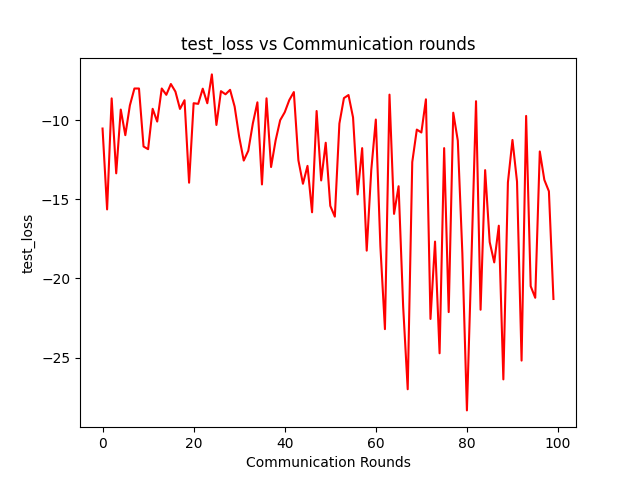 test_loss vs Communication rounds
−10
−15
−20
−25
test_loss
0 20 40 60 80 100
Communication Rounds